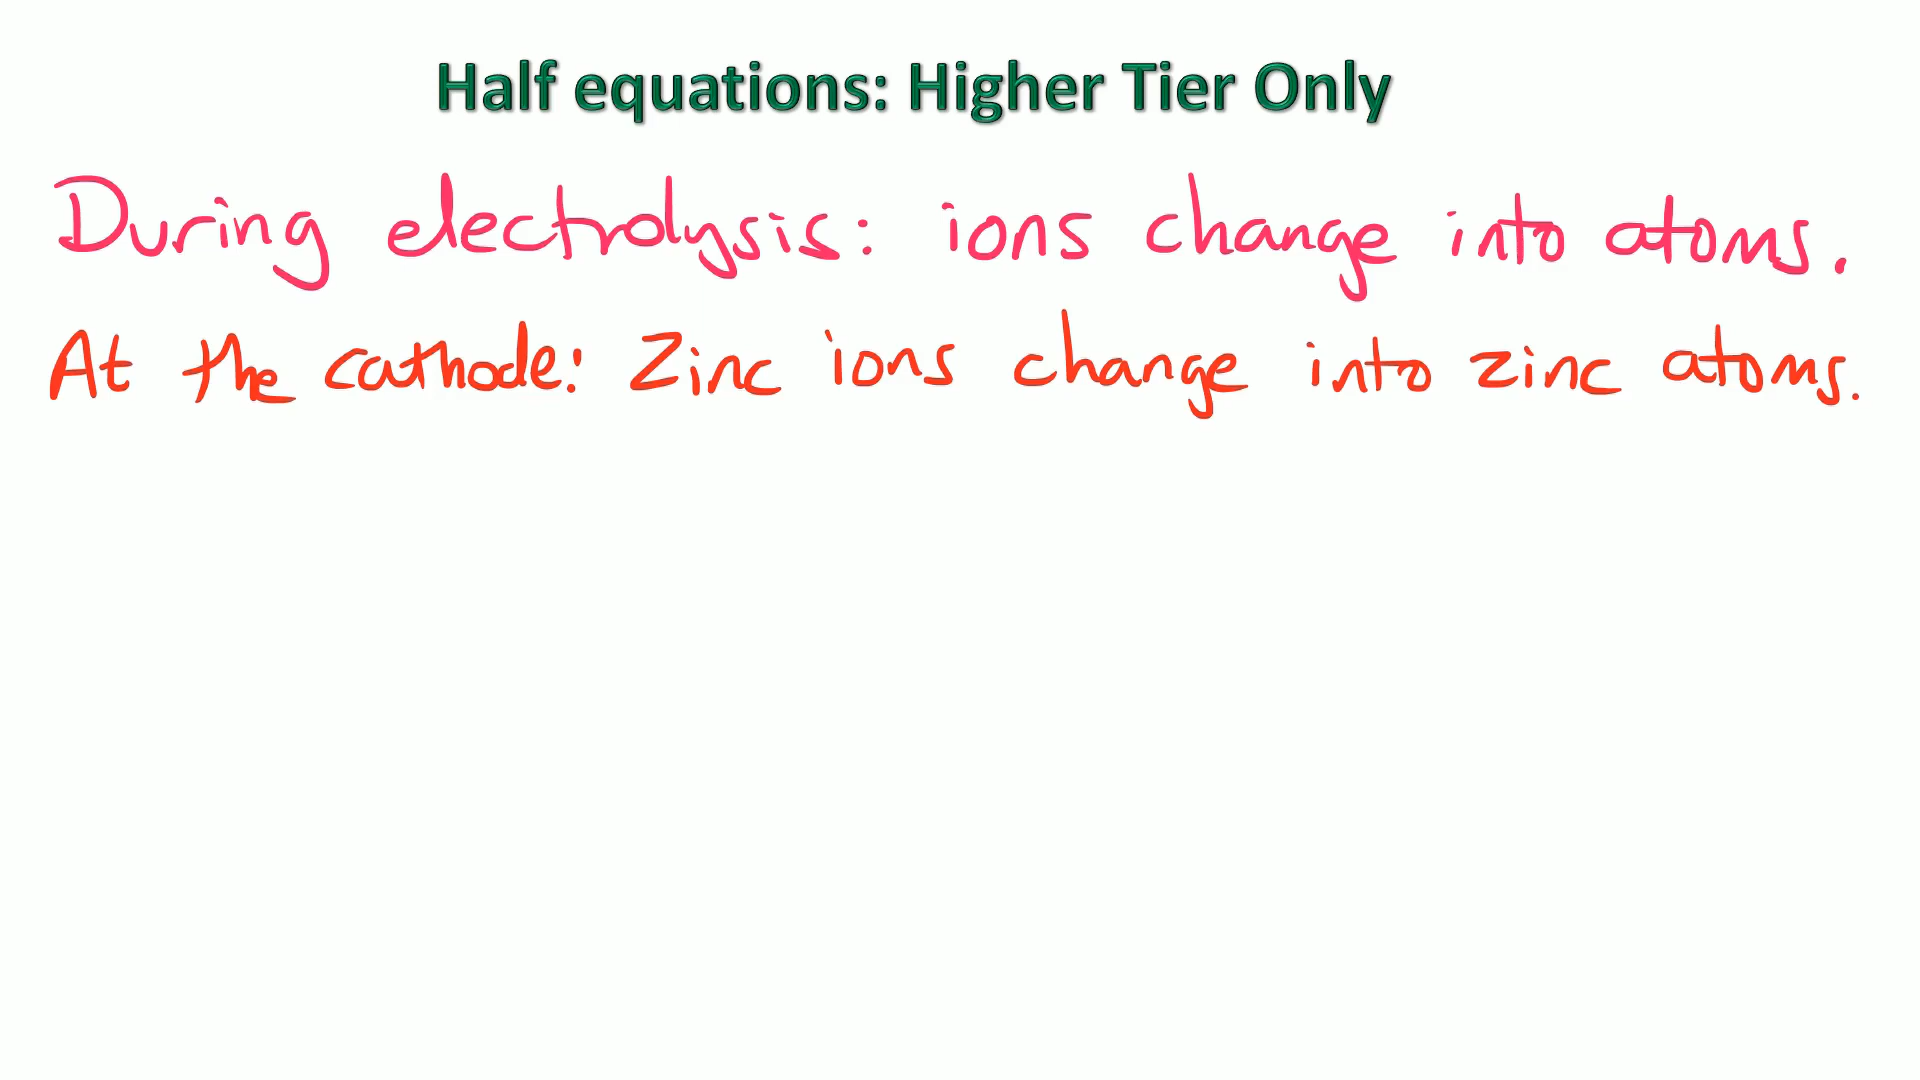 Half equations: Higher Tier Only
During electrolysis: ions change into atoms.
At the cathode: Zinc ions change into zinc atoms.